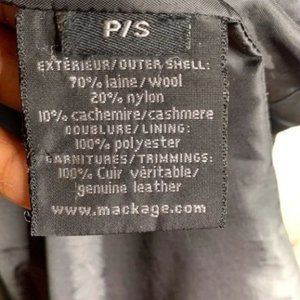 P/S
EXTÉRIEUR/OUTER SHELL:
70% laine/wool
20% nylon
10% cachemire/cashmere
DOUBLURE/LINING:
100% polyester
GARNITURES/TRIMMINGS:
100% Cuir véritable/
genuine leather
www.mackage.com